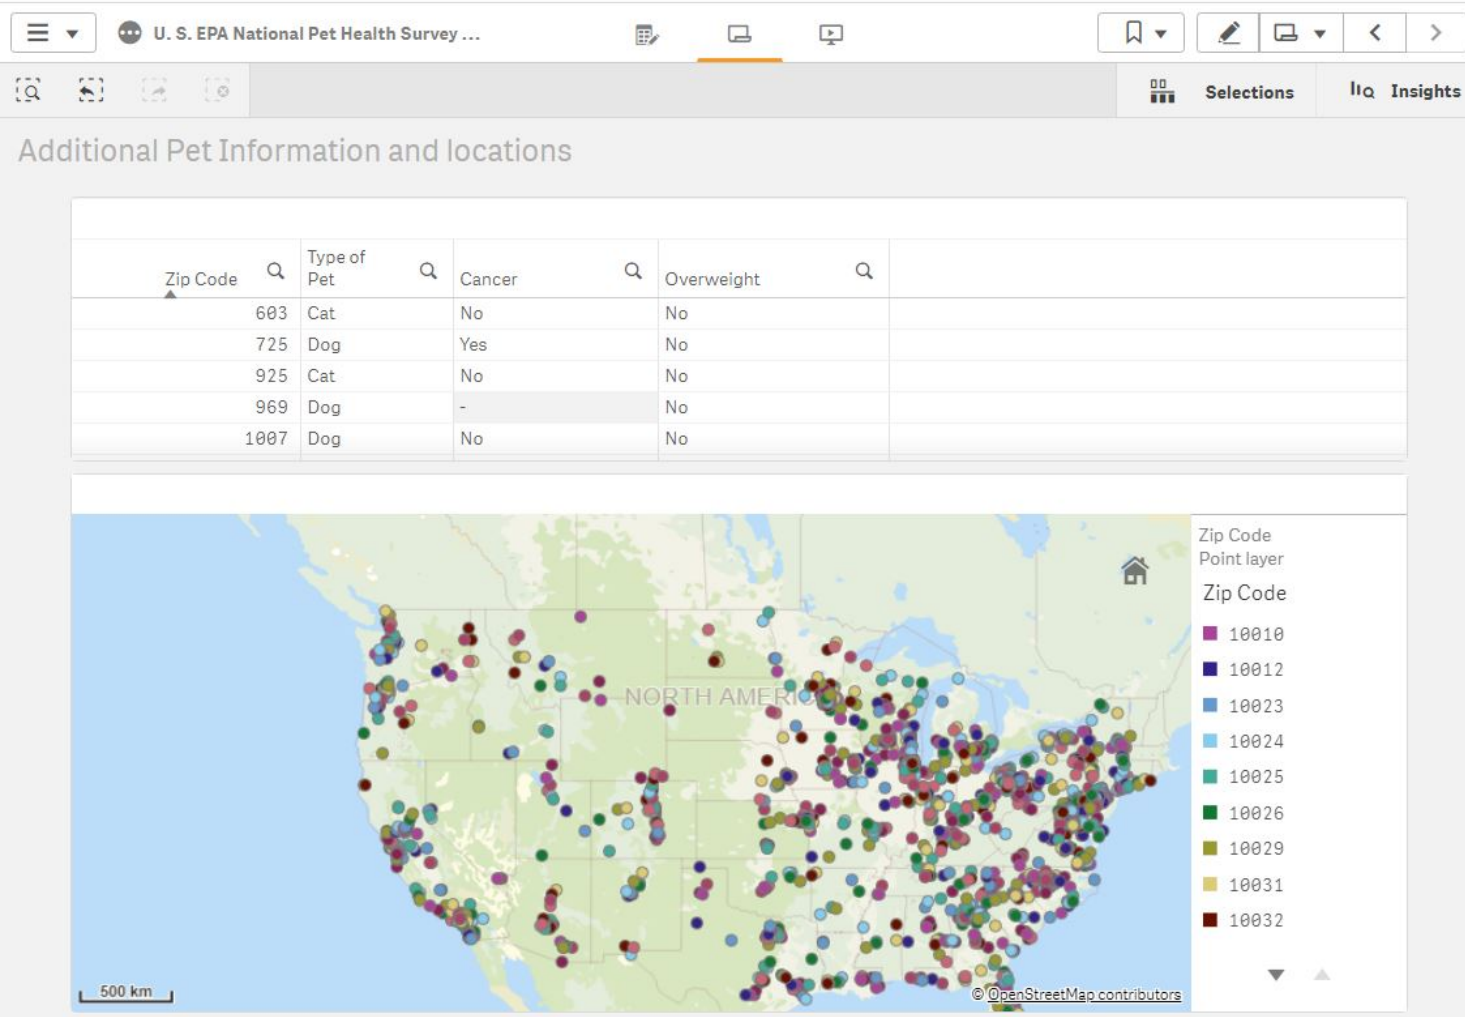 U. S. EPA National Pet Health Survey ...
Selections
Insights
Additional Pet Information and locations
Zip Code Type of Pet Cancer Overweight
603 Cat No No
725 Dog Yes No
925 Cat No No
969 Dog - No
1007 Dog No No
NORTH AMERIC
500 km
© OpenStreetMap contributors
Zip Code
Point layer
Zip Code
10010
10012
10023
10024
10025
10026
10029
10031
10032